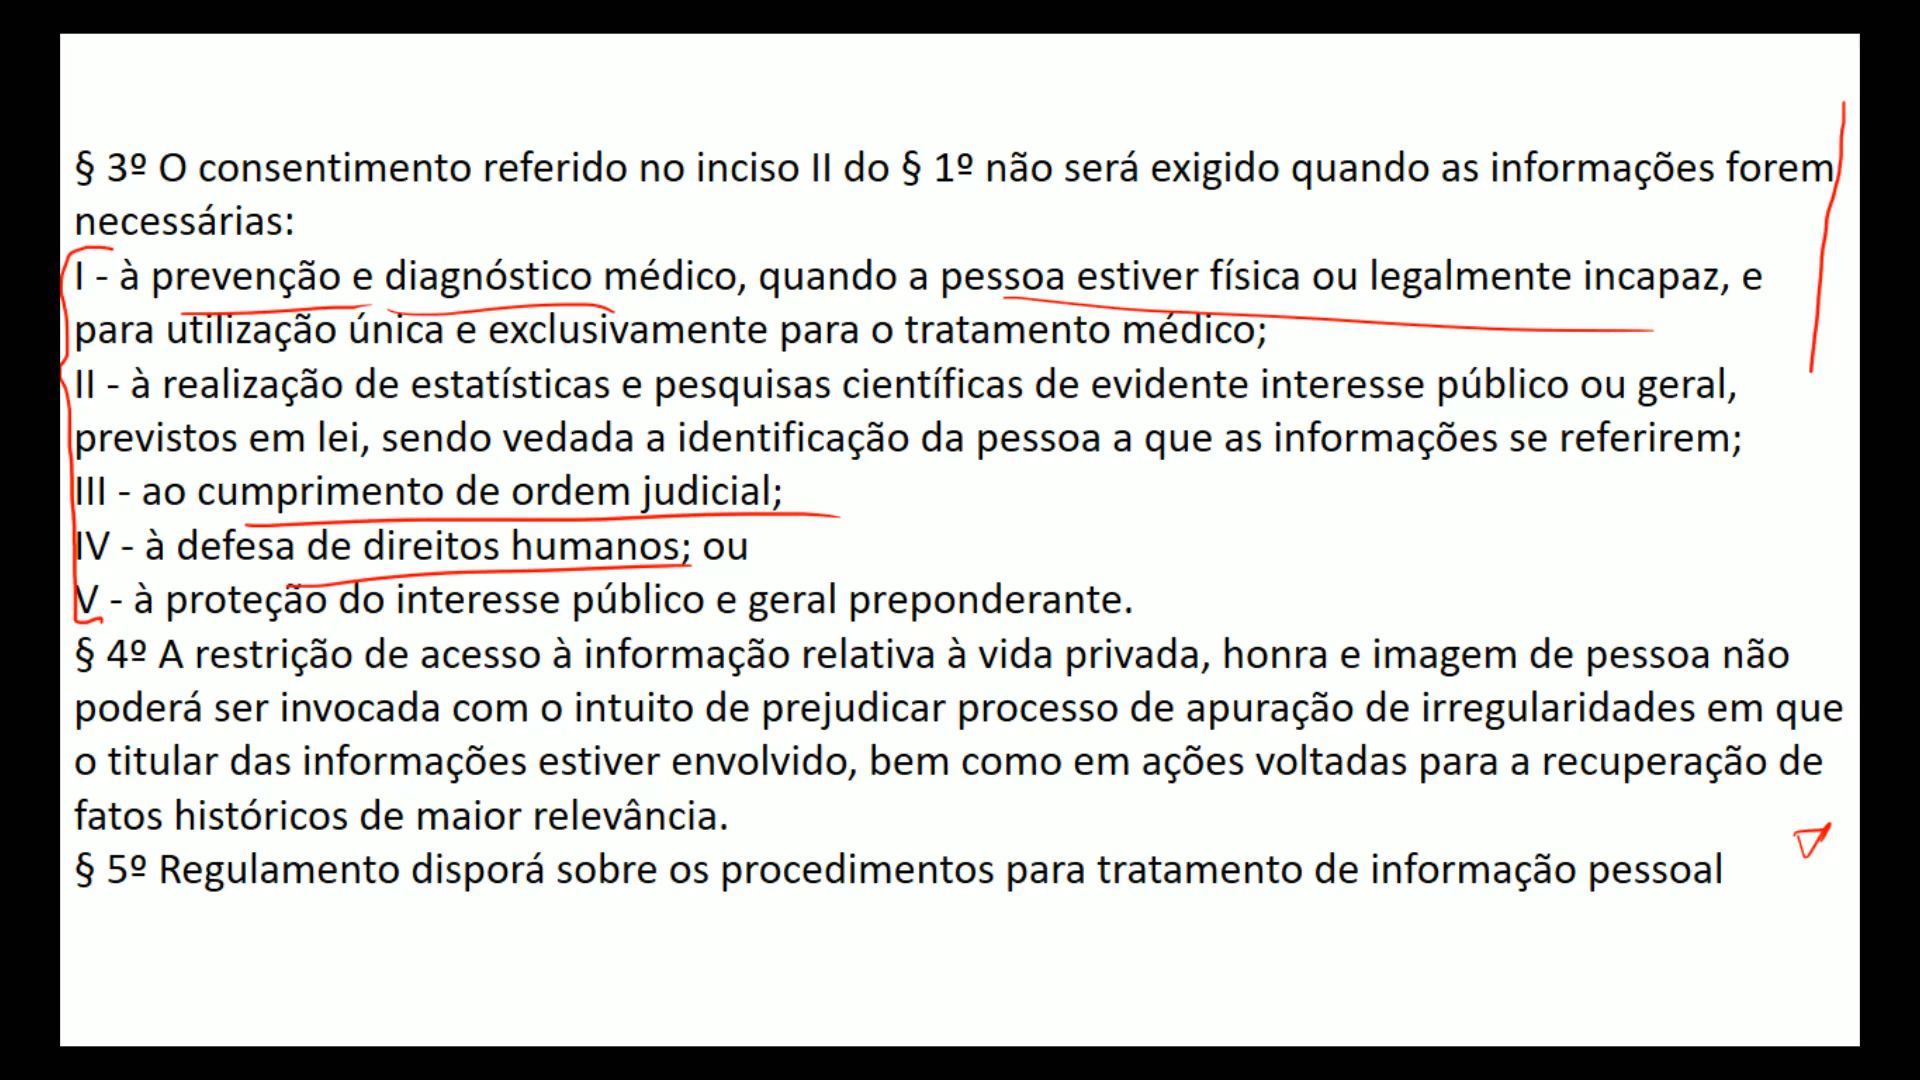 § 3º O consentimento referido no inciso II do § 1º não será exigido quando as informações forem
necessárias:
I - à prevenção e diagnóstico médico, quando a pessoa estiver física ou legalmente incapaz, e
para utilização única e exclusivamente para o tratamento médico;
II - à realização de estatísticas e pesquisas científicas de evidente interesse público ou geral,
previstos em lei, sendo vedada a identificação da pessoa a que as informações se referirem;
III - ao cumprimento de ordem judicial;
IV - à defesa de direitos humanos; ou
V - à proteção do interesse público e geral preponderante.
§ 4º A restrição de acesso à informação relativa à vida privada, honra e imagem de pessoa não
poderá ser invocada com o intuito de prejudicar processo de apuração de irregularidades em que
o titular das informações estiver envolvido, bem como em ações voltadas para a recuperação de
fatos históricos de maior relevância.
§ 5º Regulamento disporá sobre os procedimentos para tratamento de informação pessoal